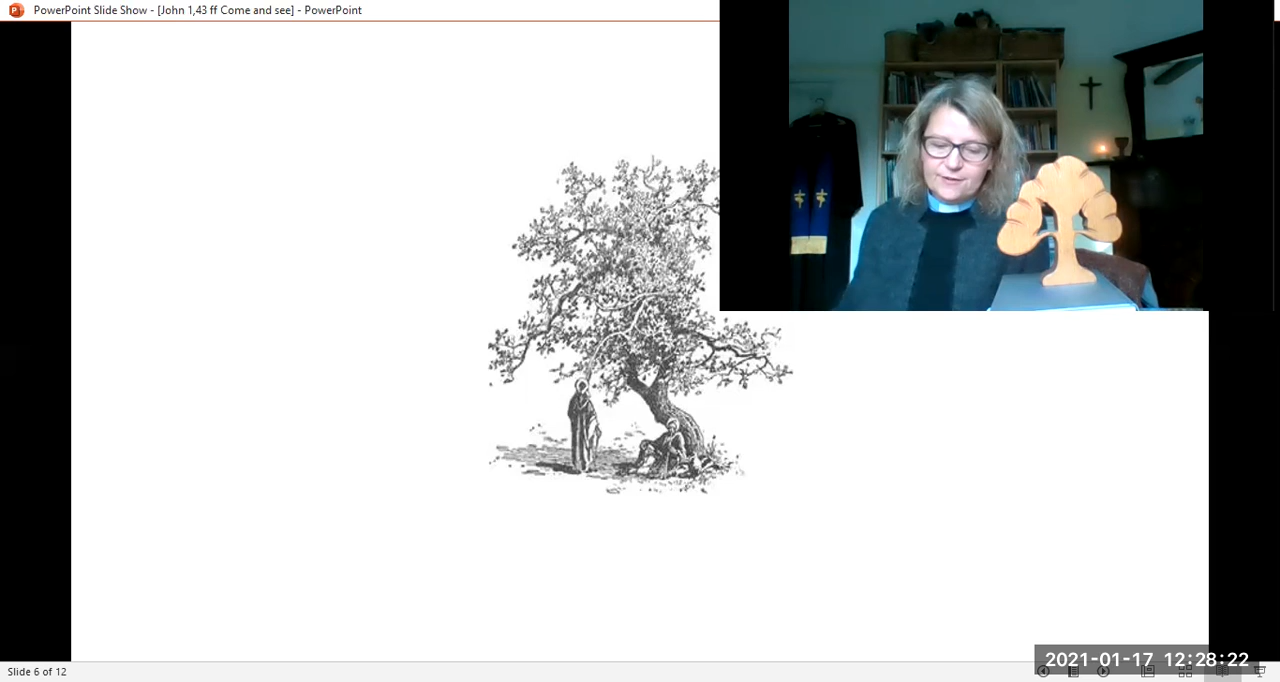 PowerPoint Slide Show - [John 1,43 ff Come and see] - PowerPoint
Slide 6 of 12
2021-01-17 12:28:22